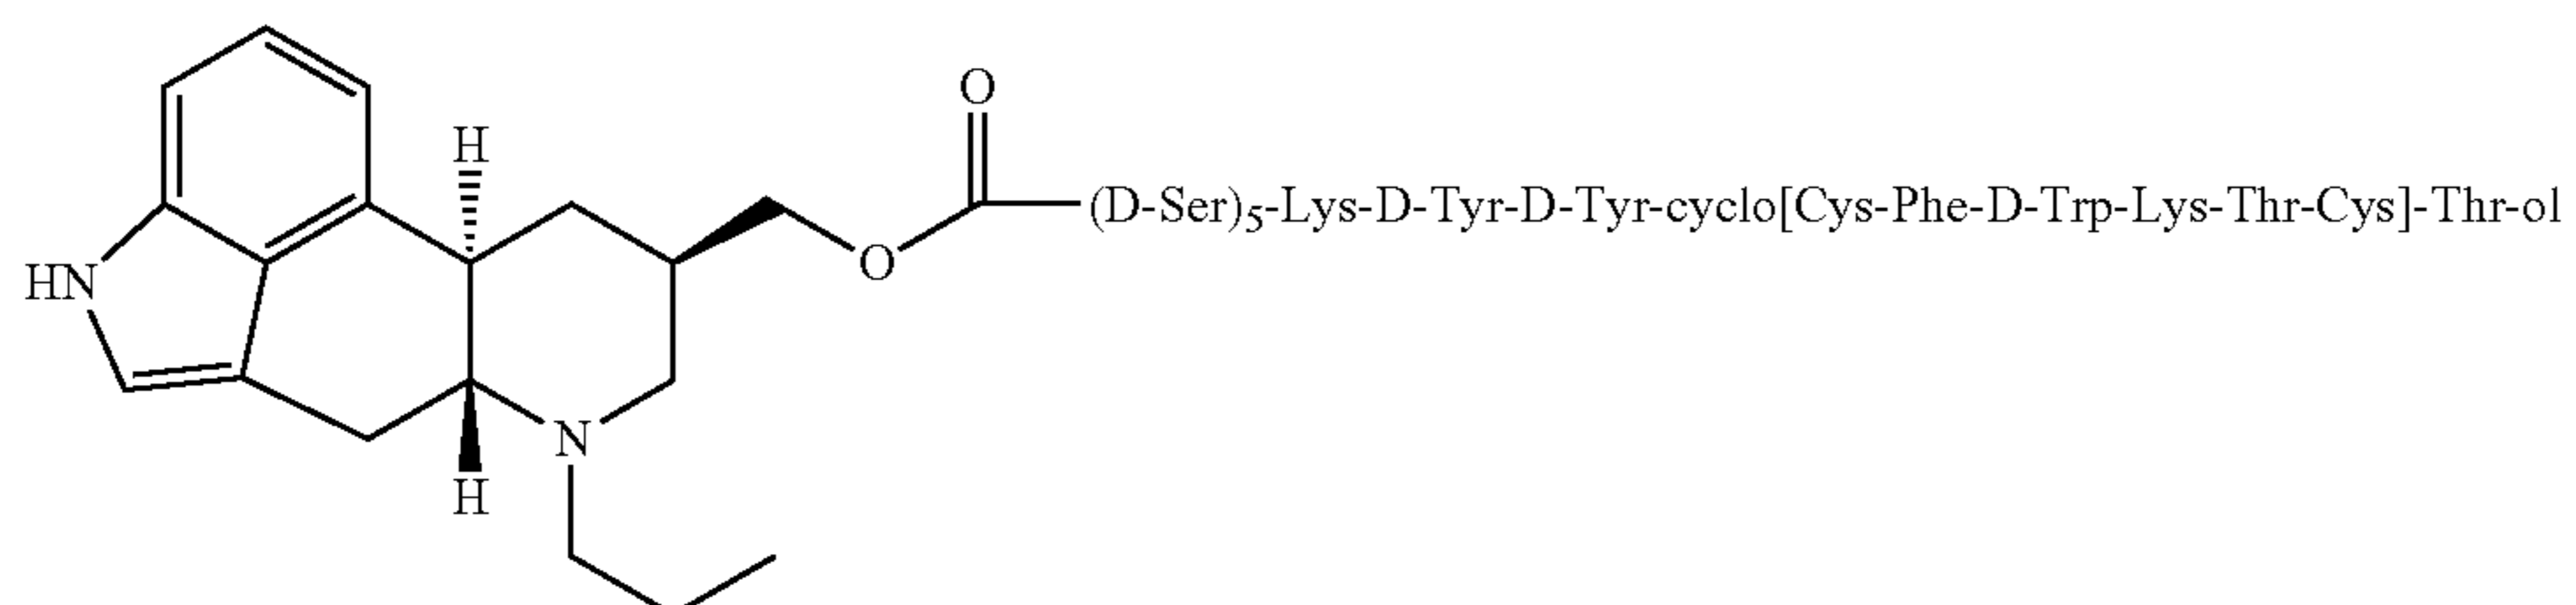 O
H
(D-Ser)5-Lys-D-Tyr-D-Tyr-cyclo[Cys-Phe-D-Trp-Lys-Thr-Cys]-Thr-ol
O
HN
N
H